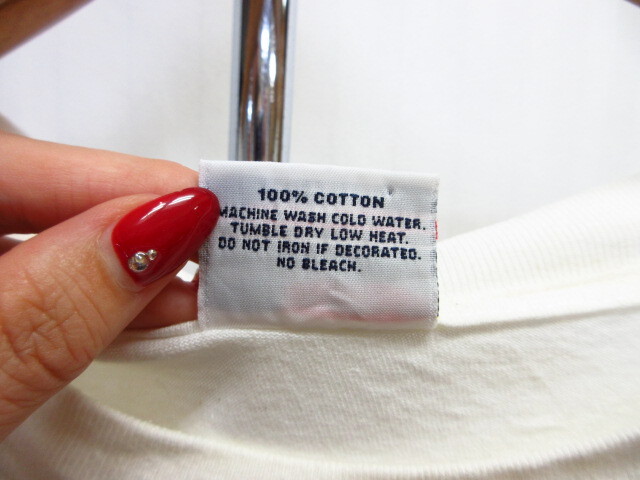 100% COTTON
MACHINE WASH COLD WATER.
TUMBLE DRY LOW HEAT.
DO NOT IRON IF DECORATED.
NO BLEACH.